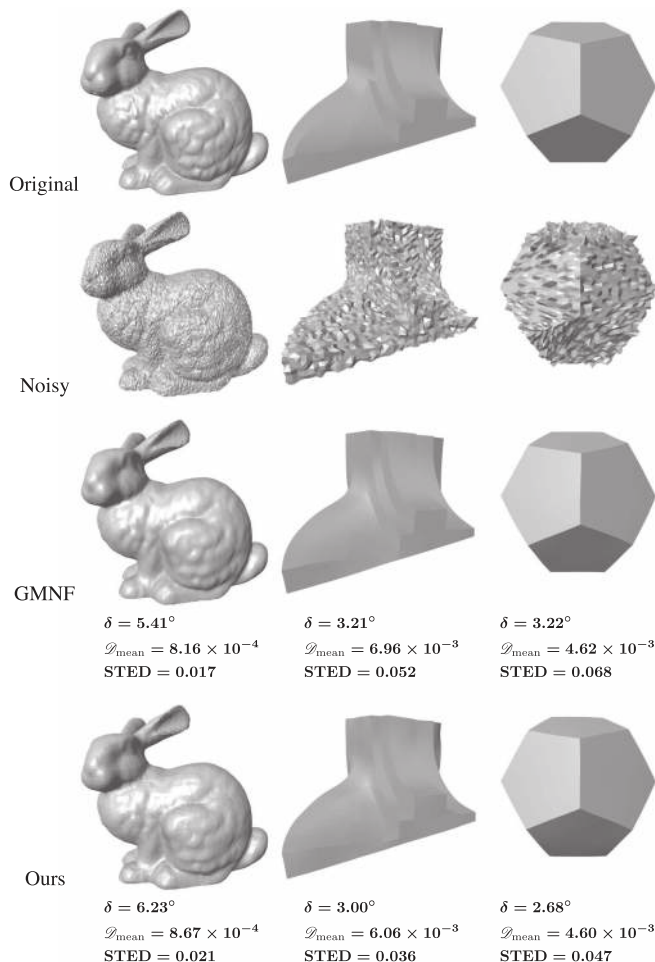 Original
Noisy
GMNF
δ = 5.41° δ = 3.21° δ = 3.22°
𝒟mean = 8.16 × 10⁻⁴ 𝒟mean = 6.96 × 10⁻³ 𝒟mean = 4.62 × 10⁻³
STED = 0.017 STED = 0.052 STED = 0.068
Ours
δ = 6.23° δ = 3.00° δ = 2.68°
𝒟mean = 8.67 × 10⁻⁴ 𝒟mean = 6.06 × 10⁻³ 𝒟mean = 4.60 × 10⁻³
STED = 0.021 STED = 0.036 STED = 0.047